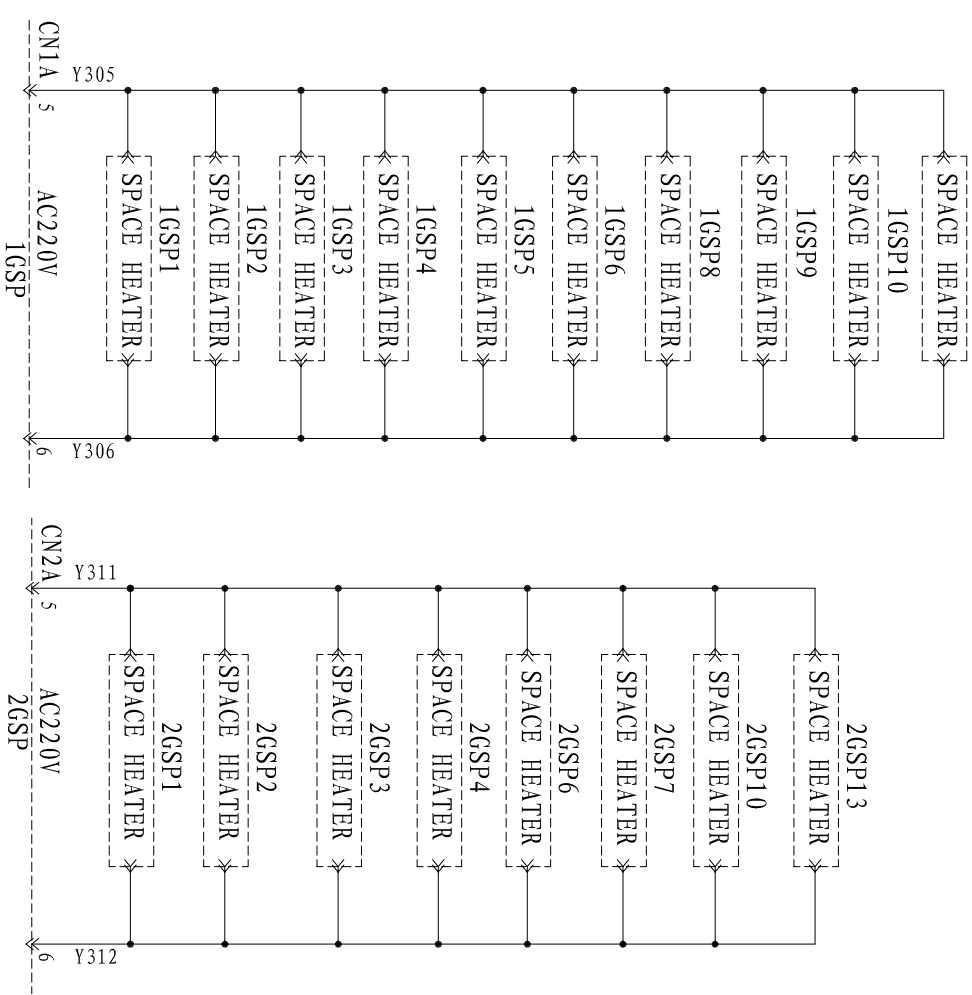 CN1A
Y305
5
AC220V
1GSP
6
Y306
1GSP1
SPACE HEATER
1GSP2
SPACE HEATER
1GSP3
SPACE HEATER
1GSP4
SPACE HEATER
1GSP5
SPACE HEATER
1GSP6
SPACE HEATER
1GSP8
SPACE HEATER
1GSP9
SPACE HEATER
1GSP10
SPACE HEATER
SPACE HEATER
CN2A
Y311
5
AC220V
2GSP
6
Y312
2GSP1
SPACE HEATER
2GSP2
SPACE HEATER
2GSP3
SPACE HEATER
2GSP4
SPACE HEATER
2GSP6
SPACE HEATER
2GSP7
SPACE HEATER
2GSP10
SPACE HEATER
2GSP13
SPACE HEATER